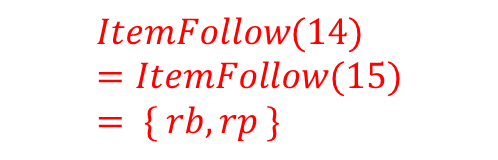 ItemFollow(14)
= ItemFollow(15)
= { rb, rp }